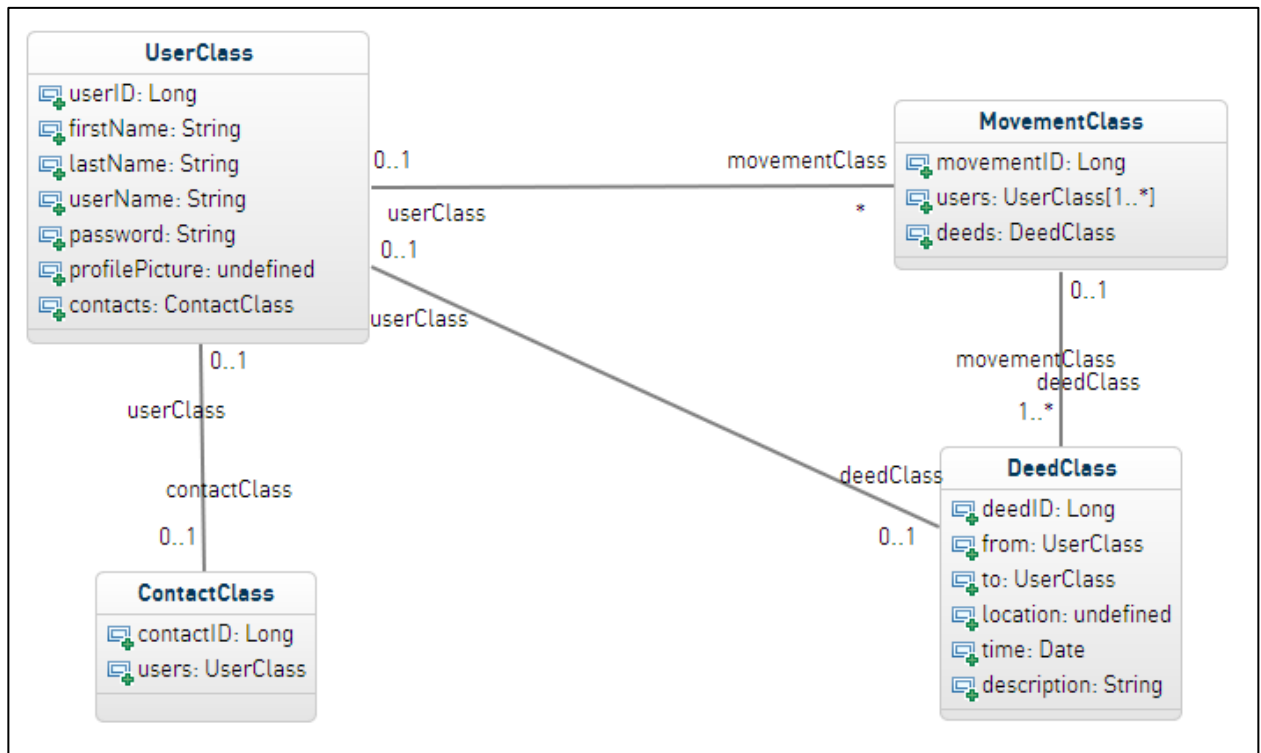 UserClass
userID: Long
firstName: String
lastName: String
userName: String
password: String
profilePicture: undefined
contacts: ContactClass
0..1
movementClass
userClass
*
0..1
MovementClass
movementID: Long
users: UserClass[1..*]
deeds: DeedClass
0..1
userClass
0..1
movementClass
deedClass
userClass
1..*
contactClass
deedClass
0..1
0..1
ContactClass
contactID: Long
users: UserClass
DeedClass
deedID: Long
from: UserClass
to: UserClass
location: undefined
time: Date
description: String